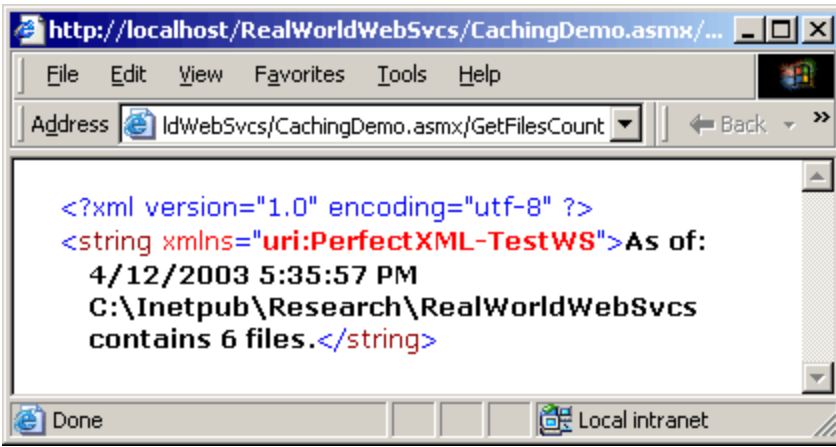 http://localhost/RealWorldWebSvcs/CachingDemo.asmx/...
File Edit View Favorites Tools Help
Address ldWebSvcs/CachingDemo.asmx/GetFilesCount Back »
<?xml version="1.0" encoding="utf-8" ?>
<string xmlns="uri:PerfectXML-TestWS">As of:
4/12/2003 5:35:57 PM
C:\Inetpub\Research\RealWorldWebSvcs
contains 6 files.</string>
Done Local intranet